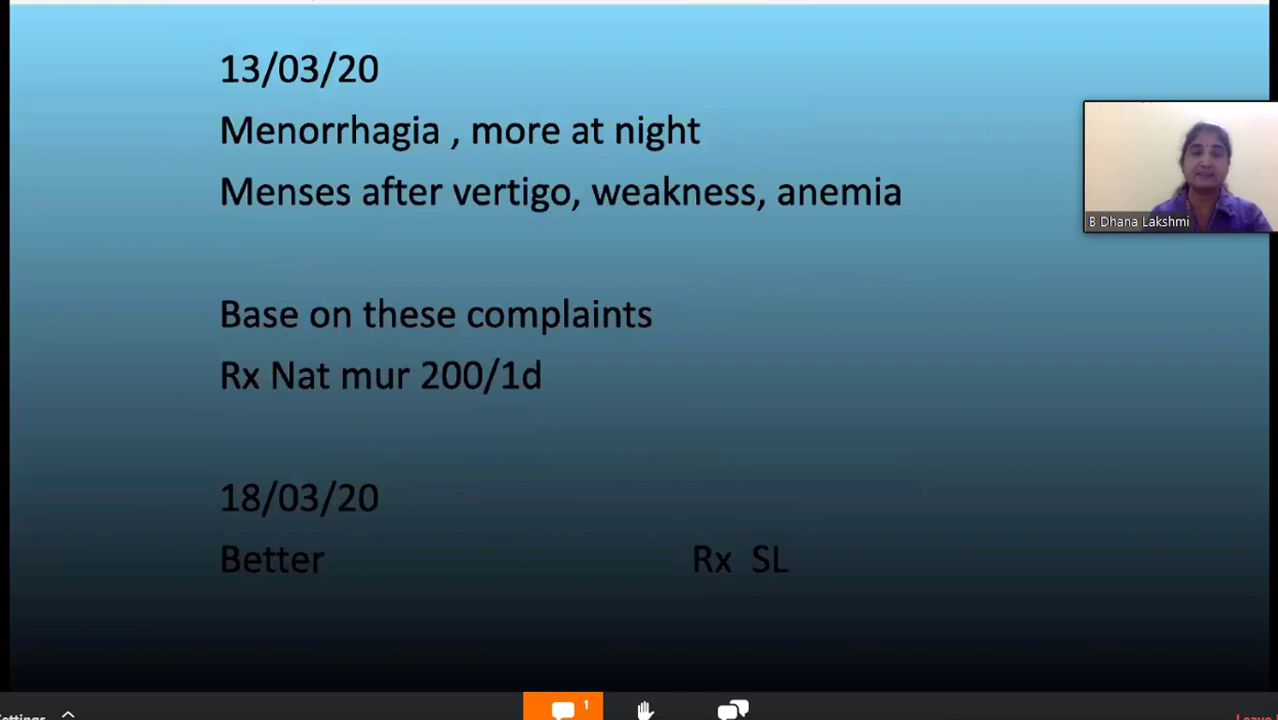 13/03/20
Menorrhagia , more at night
Menses after vertigo, weakness, anemia
B Dhana Lakshmi
Base on these complaints
Rx Nat mur 200/1d
18/03/20
Better Rx SL
1